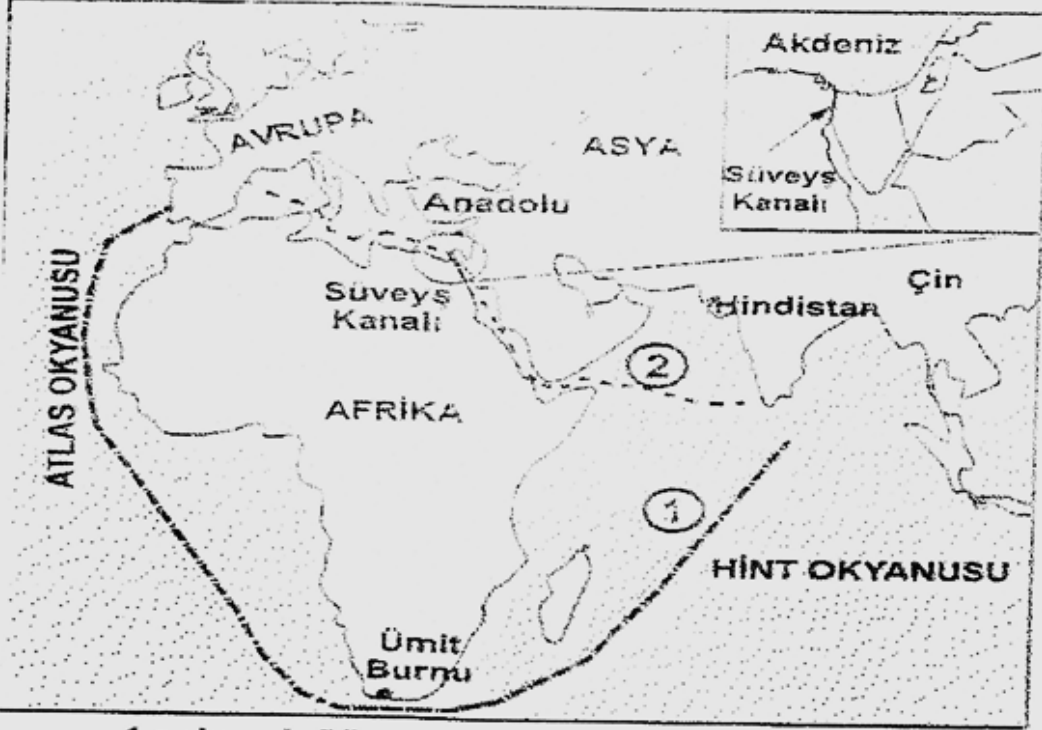 Akdeniz
Süveyş
Kanalı
AVRUPA
ASYA
Anadolu
Süveyş
Kanalı
Hindistan
Çin
ATLAS OKYANUSU
2
AFRİKA
1
HİNT OKYANUSU
Ümit
Burnu